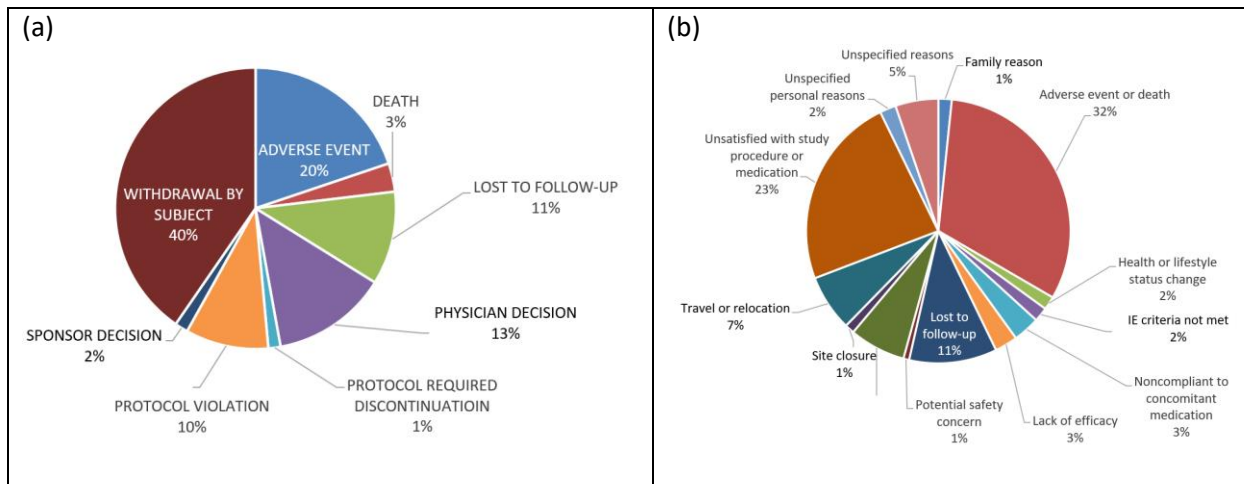 (a)
ADVERSE EVENT
20%
DEATH
3%
LOST TO FOLLOW-UP
11%
PHYSICIAN DECISION
13%
PROTOCOL REQUIRED
DISCONTINUATIOIN
1%
PROTOCOL VIOLATION
10%
SPONSOR DECISION
2%
WITHDRAWAL BY
SUBJECT
40%
(b)
Family reason
1%
Adverse event or death
32%
Health or lifestyle
status change
2%
IE criteria not met
2%
Noncompliant to
concomitant
medication
3%
Lack of efficacy
3%
Lost to
follow-up
11%
Potential safety
concern
1%
Site closure
1%
Travel or relocation
7%
Unsatisfied with study
procedure or
medication
23%
Unspecified
personal reasons
2%
Unspecified reasons
5%